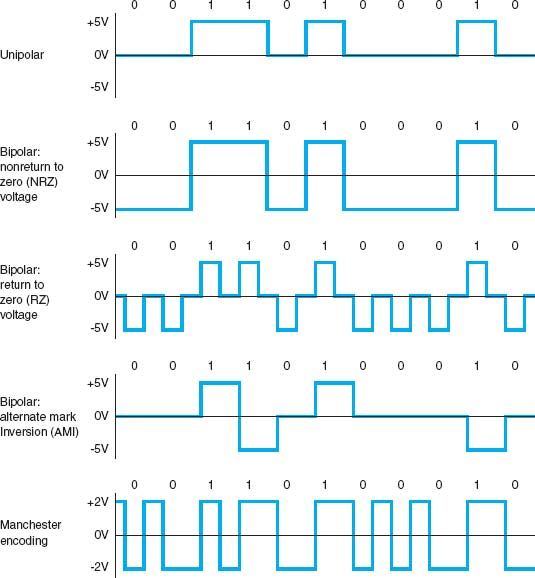 0 0 1 1 0 1 0 0 0 1 0
+5V
Unipolar 0V
-5V
0 0 1 1 0 1 0 0 0 1 0
Bipolar: +5V
nonreturn to
zero (NRZ) 0V
voltage
-5V
0 0 1 1 0 1 0 0 0 1 0
Bipolar: +5V
return to
zero (RZ) 0V
voltage
-5V
0 0 1 1 0 1 0 0 0 1 0
Bipolar: +5V
alternate mark 0V
Inversion (AMI)
-5V
0 0 1 1 0 1 0 0 0 1 0
+2V
Manchester 0V
encoding
-2V